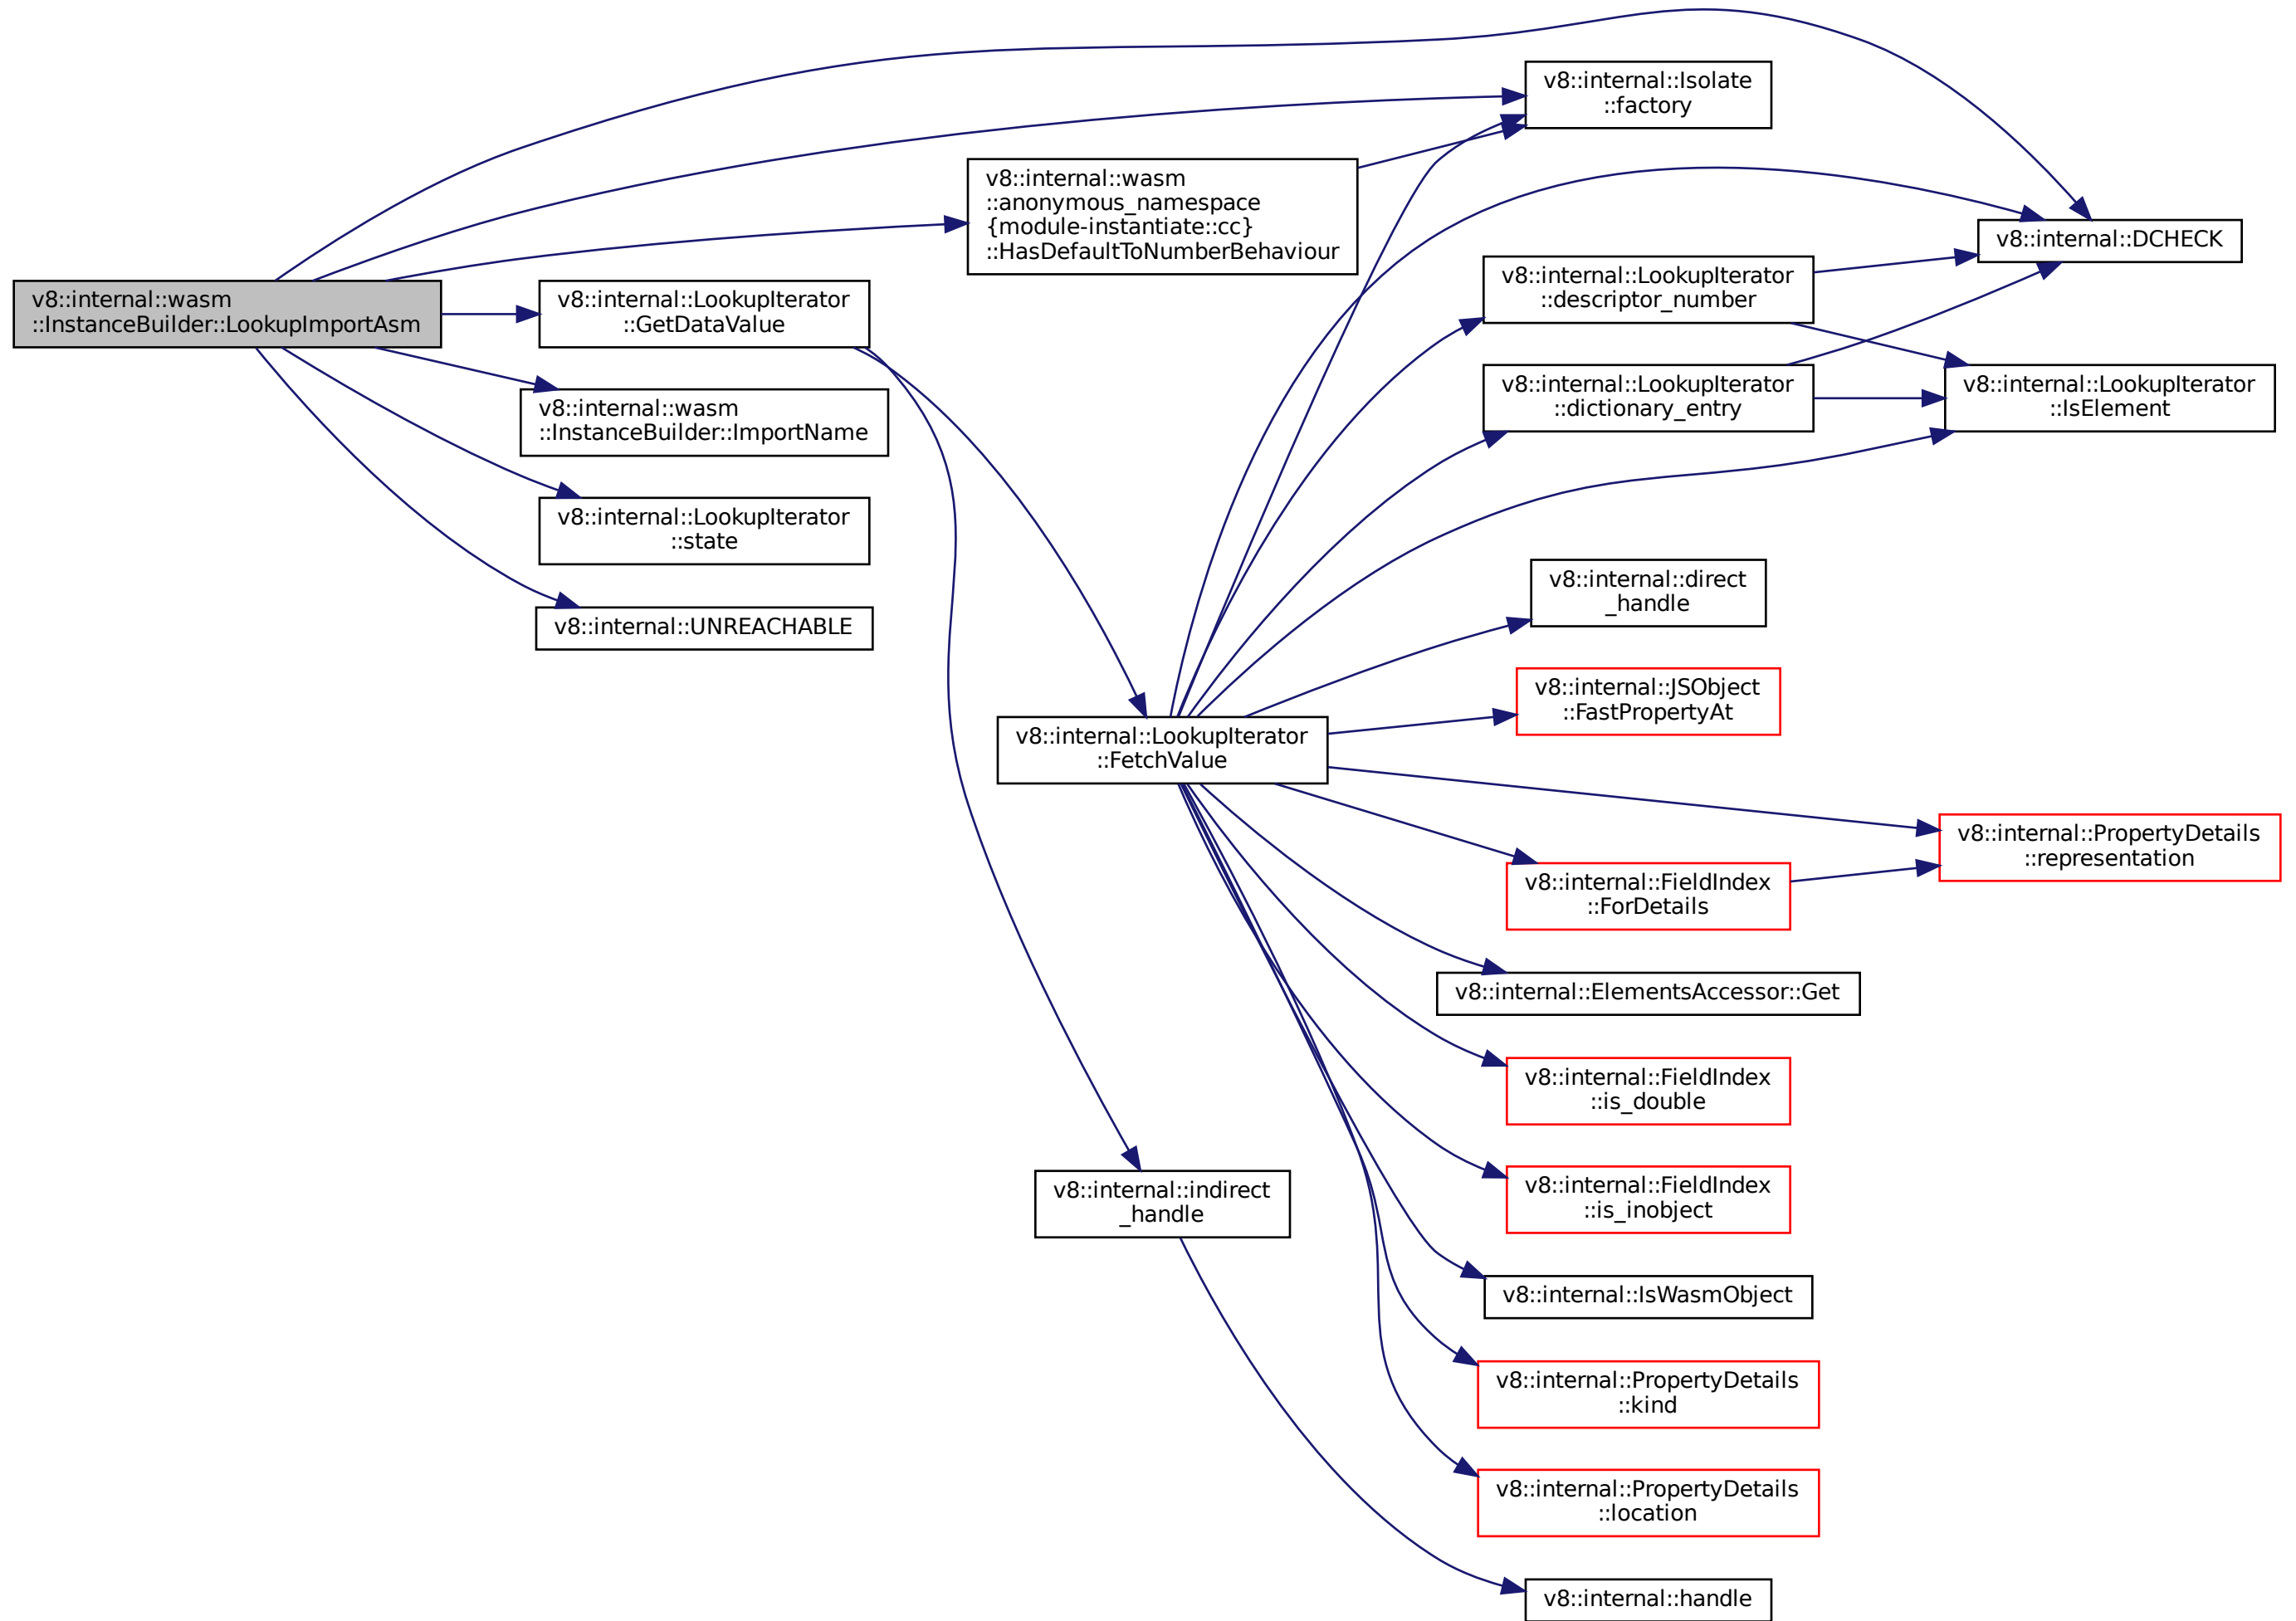 v8::internal::wasm
::InstanceBuilder::LookupImportAsm
v8::internal::LookupIterator
::GetDataValue
v8::internal::wasm
::InstanceBuilder::ImportName
v8::internal::LookupIterator
::state
v8::internal::UNREACHABLE
v8::internal::wasm
::anonymous_namespace
{module-instantiate::cc}
::HasDefaultToNumberBehaviour
v8::internal::LookupIterator
::FetchValue
v8::internal::indirect
_handle
v8::internal::Isolate
::factory
v8::internal::LookupIterator
::descriptor_number
v8::internal::LookupIterator
::dictionary_entry
v8::internal::direct
_handle
v8::internal::JSObject
::FastPropertyAt
v8::internal::FieldIndex
::ForDetails
v8::internal::ElementsAccessor::Get
v8::internal::FieldIndex
::is_double
v8::internal::FieldIndex
::is_inobject
v8::internal::IsWasmObject
v8::internal::PropertyDetails
::kind
v8::internal::PropertyDetails
::location
v8::internal::handle
v8::internal::DCHECK
v8::internal::LookupIterator
::IsElement
v8::internal::PropertyDetails
::representation